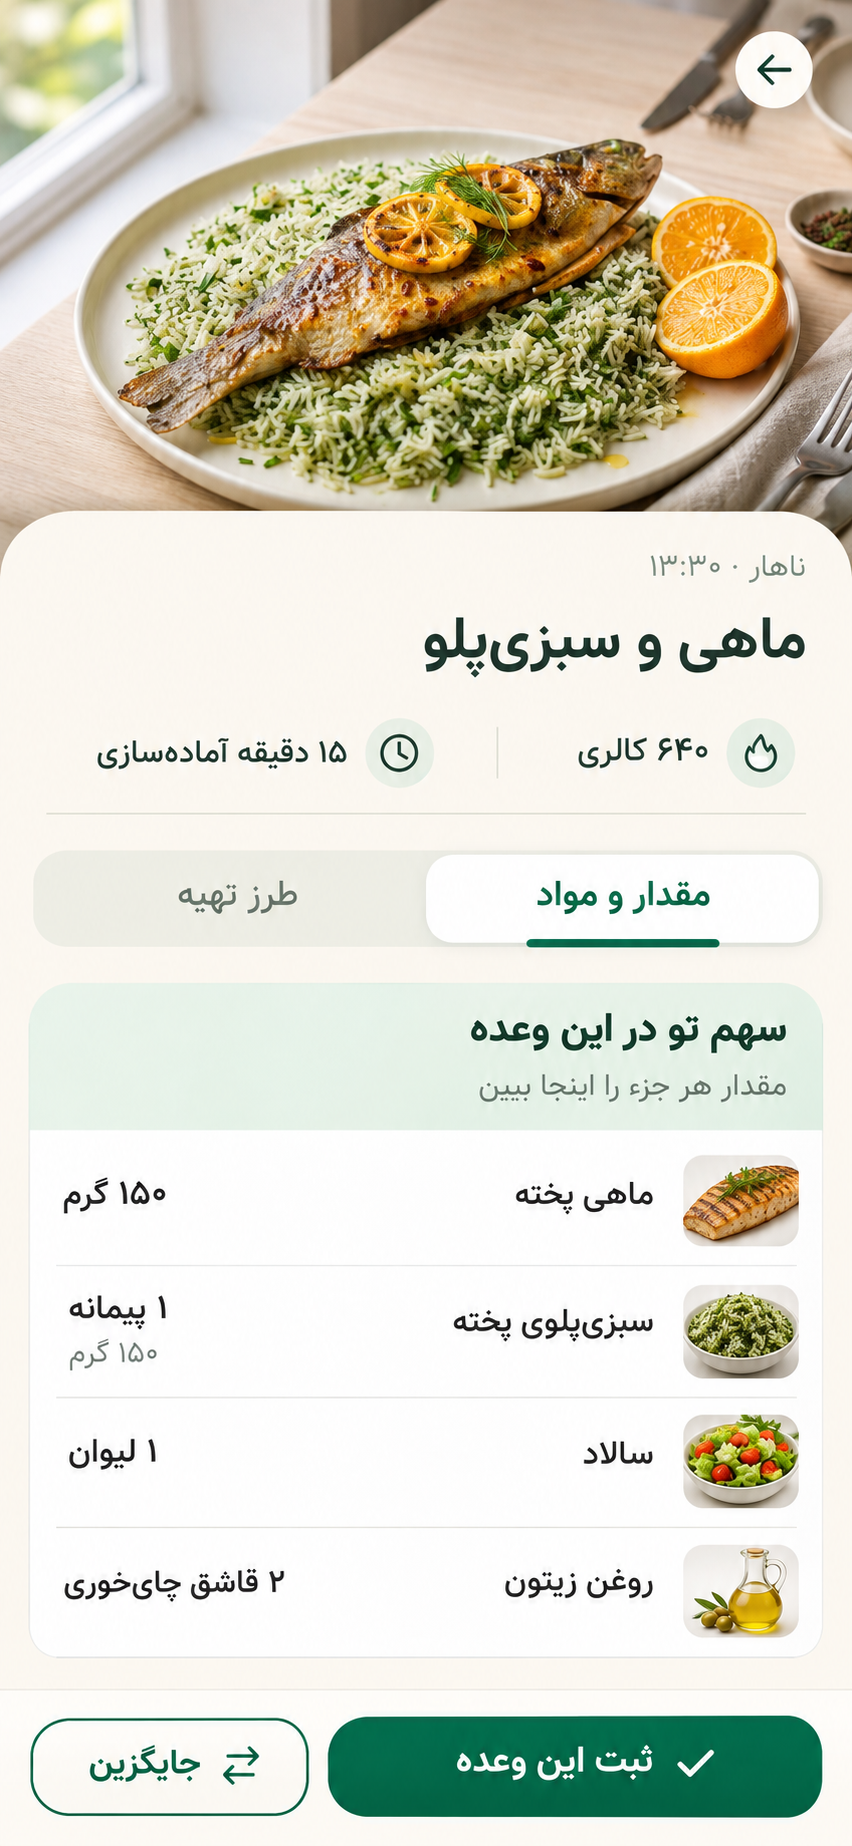 ناهار · ۱۳:۳۰
ماهی و سبزی‌پلو
۶۴۰ کالری
۱۵ دقیقه آماده‌سازی
مقدار و مواد
طرز تهیه
سهم تو در این وعده
مقدار هر جزء را اینجا ببین
ماهی پخته
۱۵۰ گرم
سبزی‌پلوی پخته
۱ پیمانه
۱۵۰ گرم
سالاد
۱ لیوان
روغن زیتون
۲ قاشق چای‌خوری
ثبت این وعده
جایگزین